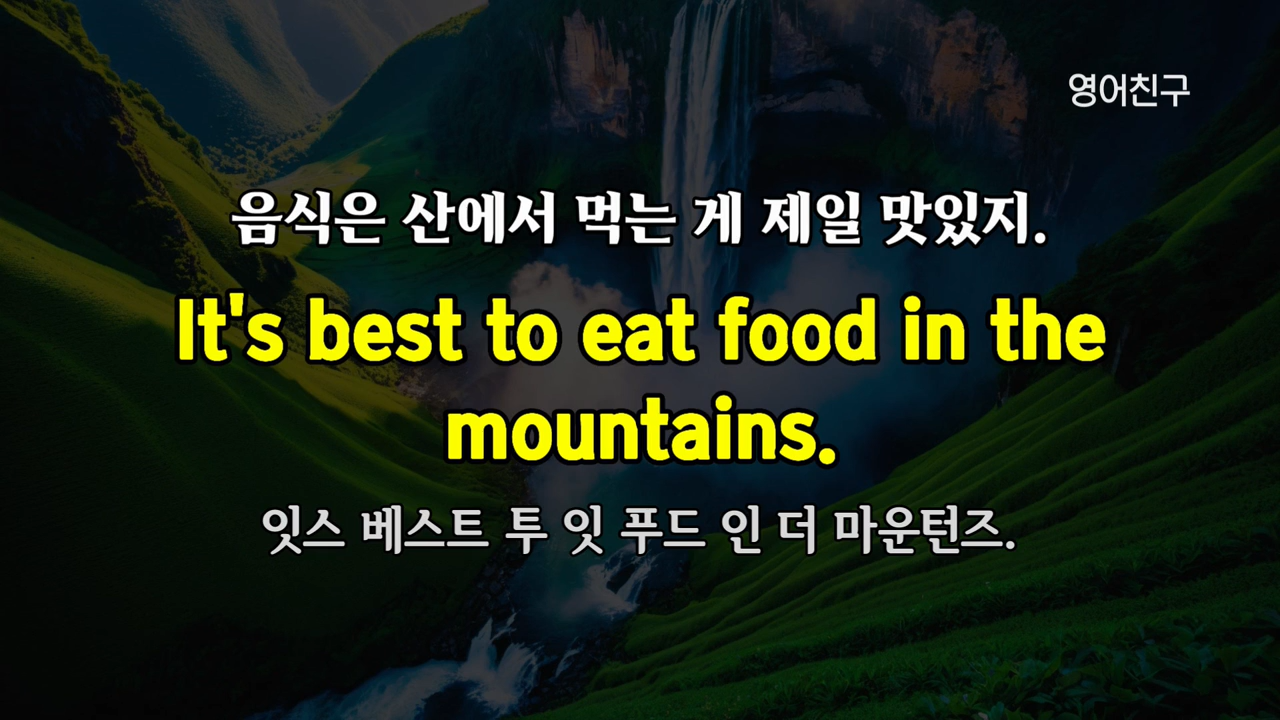 영어친구
음식은 산에서 먹는 게 제일 맛있지.
It's best to eat food in the
mountains.
잇스 베스트 투 잇 푸드 인 더 마운턴즈.